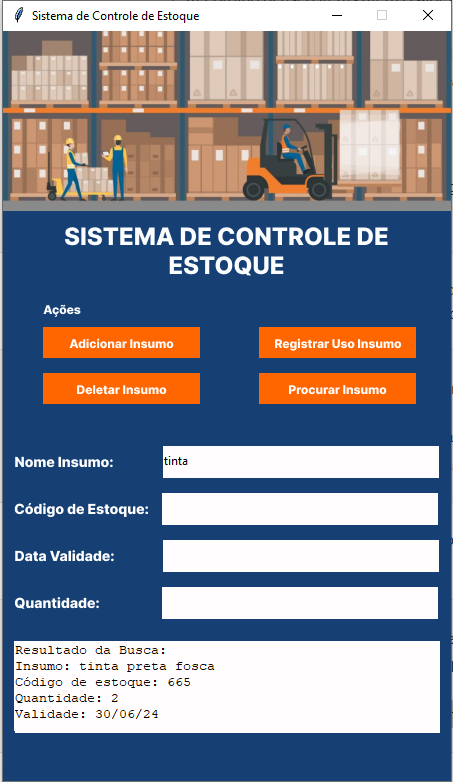 Sistema de Controle de Estoque
SISTEMA DE CONTROLE DE
ESTOQUE
Ações
Adicionar Insumo
Registrar Uso Insumo
Deletar Insumo
Procurar Insumo
Nome Insumo: tinta
Código de Estoque:
Data Validade:
Quantidade:
Resultado da Busca:
Insumo: tinta preta fosca
Código de estoque: 665
Quantidade: 2
Validade: 30/06/24